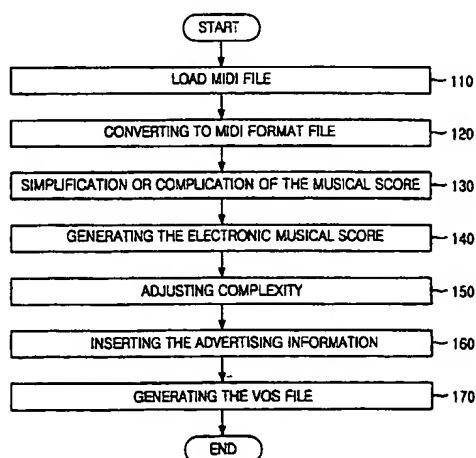 START
LOAD MIDI FILE 110
CONVERTING TO MIDI FORMAT FILE 120
SIMPLIFICATION OR COMPLICATION OF THE MUSICAL SCORE 130
GENERATING THE ELECTRONIC MUSICAL SCORE 140
ADJUSTING COMPLEXITY 150
INSERTING THE ADVERTISING INFORMATION 160
GENERATING THE VOS FILE 170
END